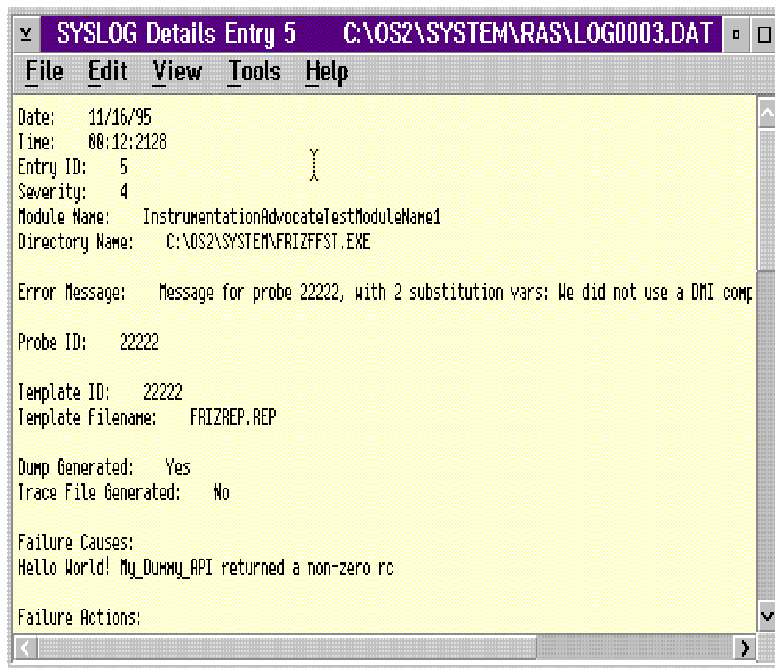 SYSLOG Details Entry 5 C:\OS2\SYSTEM\RAS\LOG0003.DAT
File Edit View Tools Help
Date: 11/16/95
Time: 00:12:2128
Entry ID: 5
Severity: 4
Module Name: InstrumentationAdvocateTestModuleName1
Directory Name: C:\OS2\SYSTEM\FRIZFFST.EXE
Error Message: Message for probe 22222, with 2 substitution vars: We did not use a DMI comp
Probe ID: 22222
Template ID: 22222
Template Filename: FRIZREP.REP
Dump Generated: Yes
Trace File Generated: No
Failure Causes:
Hello World! My_Dummy_API returned a non-zero rc
Failure Actions: